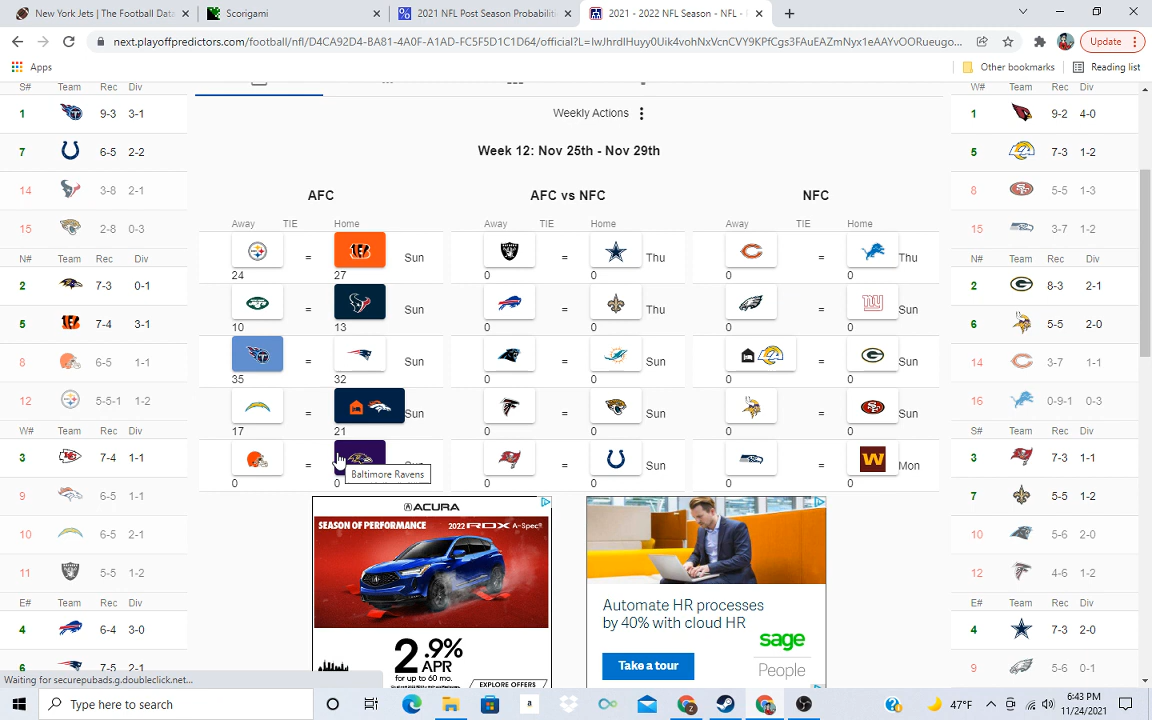 New York Jets | The Football Data
Scorigami
2021 NFL Post Season Probabiliti
2021 - 2022 NFL Season - NFL -
next.playoffpredictors.com/football/nfl/D4CA92D4-BA81-4A0F-A1AD-FC5F5D1C1D64/official?L=IwJhrdIHuyy0Uik4vohNxVcnCVY9KPfCgs3FAuEAZmNyx1eAAYvOORueugo...
Update
Apps
Other bookmarks
Reading list
S# Team Rec Div
1 9-3 3-1
7 6-5 2-2
14 3-8 2-1
15 2-8 0-3
N# Team Rec Div
2 7-3 0-1
5 7-4 3-1
8 6-5 1-1
12 5-5-1 1-2
W# Team Rec Div
3 7-4 1-1
9 6-5 1-1
10 6-5 2-1
11 5-5 1-2
E# Team Rec Div
4 6-4 3-0
6 7-5 2-1
Weekly Actions
Week 12: Nov 25th - Nov 29th
AFC
Away TIE Home
= Sun
24 27
= Sun
10 13
= Sun
35 32
= Sun
17 21
= Sun
0 0
Baltimore Ravens
AFC vs NFC
Away TIE Home
= Thu
0 0
= Thu
0 0
= Sun
0 0
= Sun
0 0
= Sun
0 0
NFC
Away TIE Home
= Thu
0 0
= Sun
0 0
= Sun
0 0
= Sun
0 0
= Mon
0 0
W# Team Rec Div
1 9-2 4-0
5 7-3 1-2
8 5-5 1-3
15 3-7 1-2
N# Team Rec Div
2 8-3 2-1
6 5-5 2-0
14 3-7 1-1
16 0-9-1 0-3
S# Team Rec Div
3 7-3 1-1
7 5-5 1-2
10 5-6 2-0
12 4-6 1-2
E# Team Rec Div
4 7-3 2-0
9 5-6 0-1
ACURA
SEASON OF PERFORMANCE 2022 RDX A-Spec
2.9%
APR
for up to 60 mo.
EXPLORE OFFERS
Automate HR processes
by 40% with cloud HR
sage
People
Take a tour
Waiting for securepubads.g.doubleclick.net...
Type here to search
47°F
6:43 PM
11/24/2021